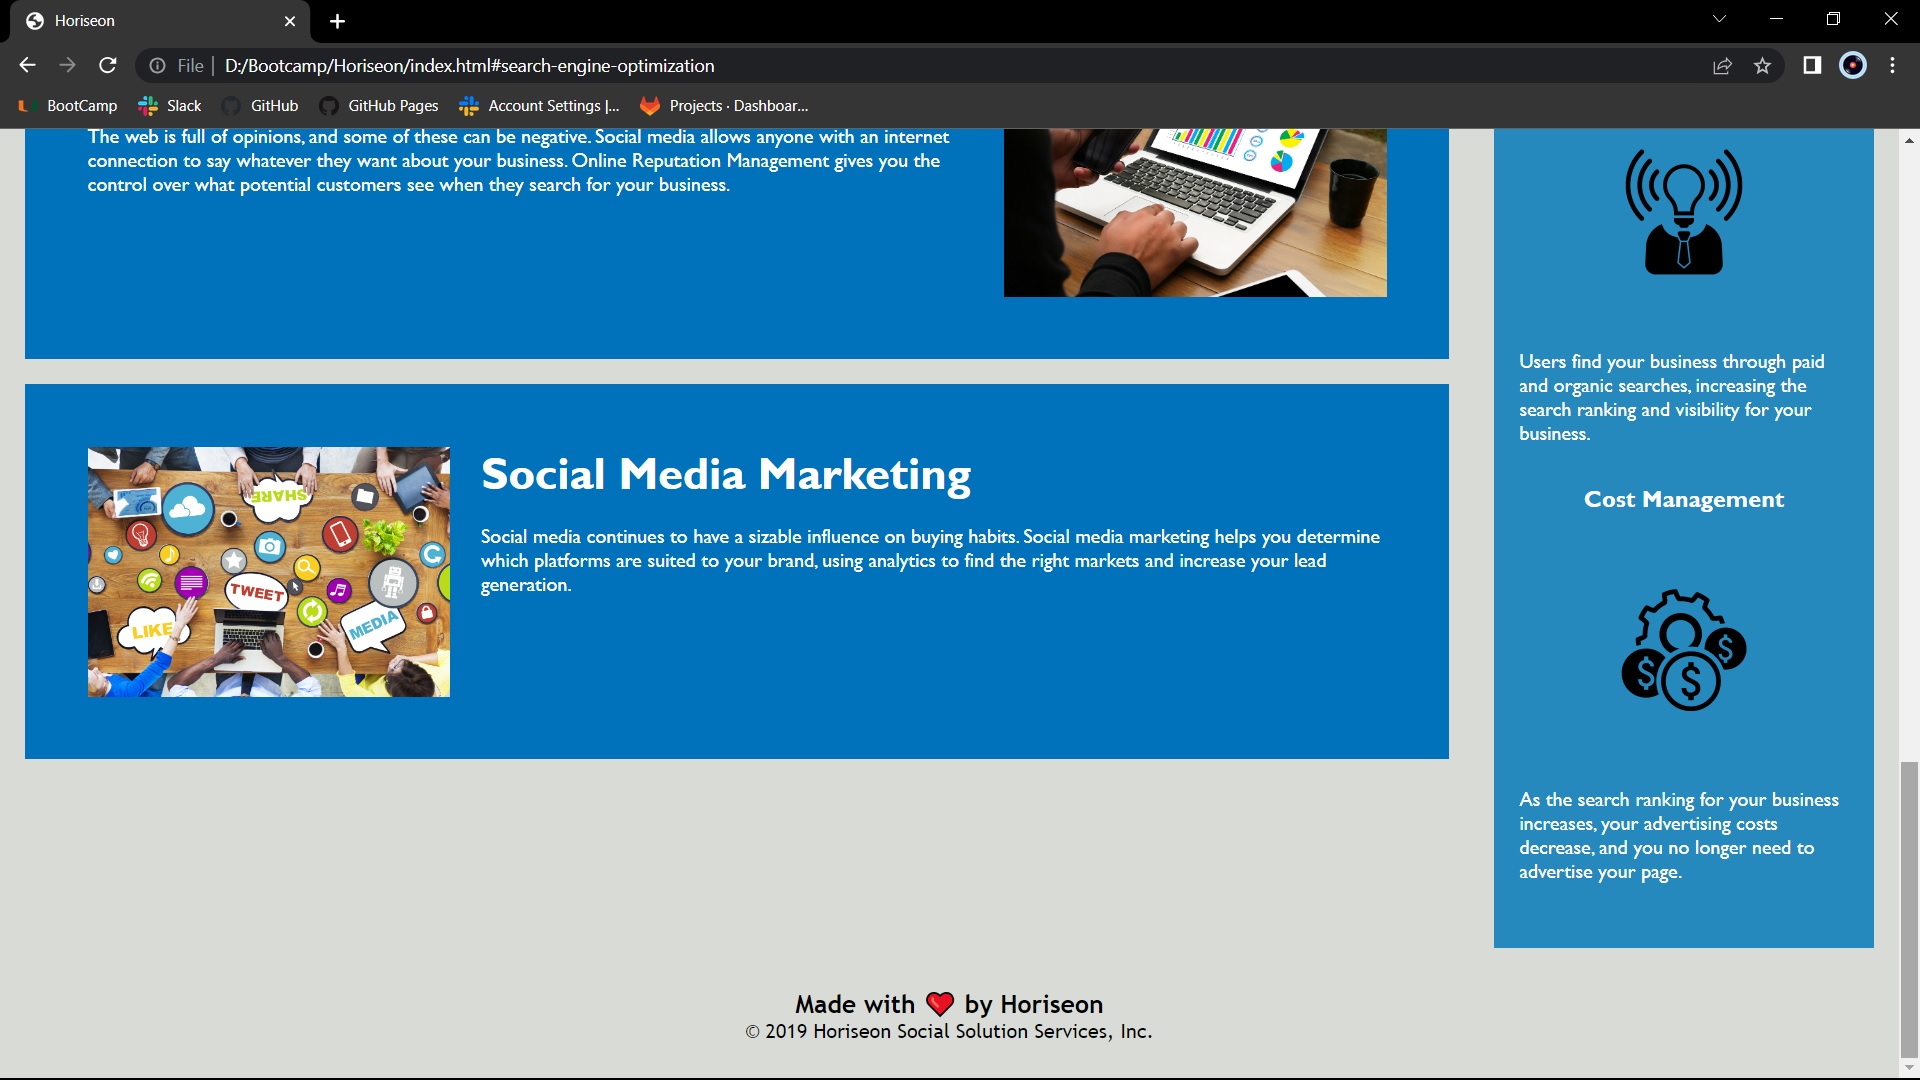 Horiseon
File
D:/Bootcamp/Horiseon/index.html#search-engine-optimization
BootCamp
Slack
GitHub
GitHub Pages
Account Settings |...
Projects · Dashboar...
The web is full of opinions, and some of these can be negative. Social media allows anyone with an internet
connection to say whatever they want about your business. Online Reputation Management gives you the
control over what potential customers see when they search for your business.
SHARE
TWEET
LIKE
MEDIA
Social Media Marketing
Social media continues to have a sizable influence on buying habits. Social media marketing helps you determine
which platforms are suited to your brand, using analytics to find the right markets and increase your lead
generation.
Users find your business through paid
and organic searches, increasing the
search ranking and visibility for your
business.
Cost Management
$
$
$
As the search ranking for your business
increases, your advertising costs
decrease, and you no longer need to
advertise your page.
Made with ❤️ by Horiseon
© 2019 Horiseon Social Solution Services, Inc.